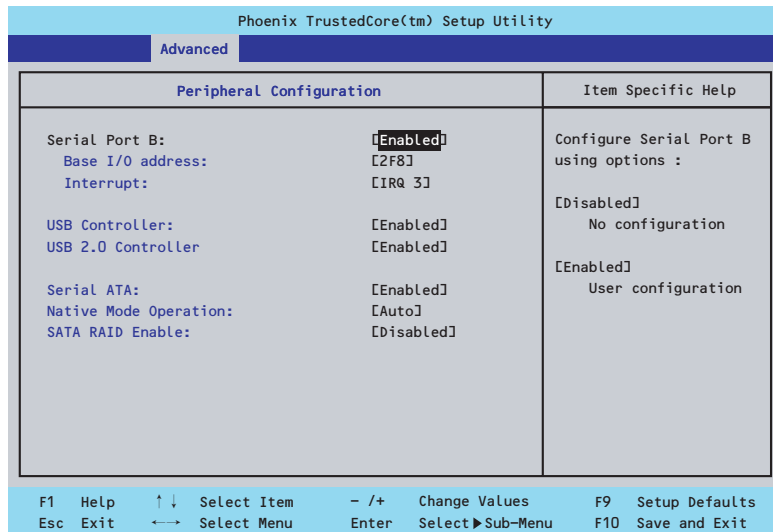 Phoenix TrustedCore(tm) Setup Utility
Advanced
Peripheral Configuration
Item Specific Help
Serial Port B: [Enabled]
Base I/O address: [2F8]
Interrupt: [IRQ 3]
USB Controller: [Enabled]
USB 2.0 Controller [Enabled]
Serial ATA: [Enabled]
Native Mode Operation: [Auto]
SATA RAID Enable: [Disabled]
Configure Serial Port B
using options :
[Disabled]
No configuration
[Enabled]
User configuration
F1 Help ↑↓ Select Item - /+ Change Values F9 Setup Defaults
Esc Exit ←→ Select Menu Enter Select▶Sub-Menu F10 Save and Exit